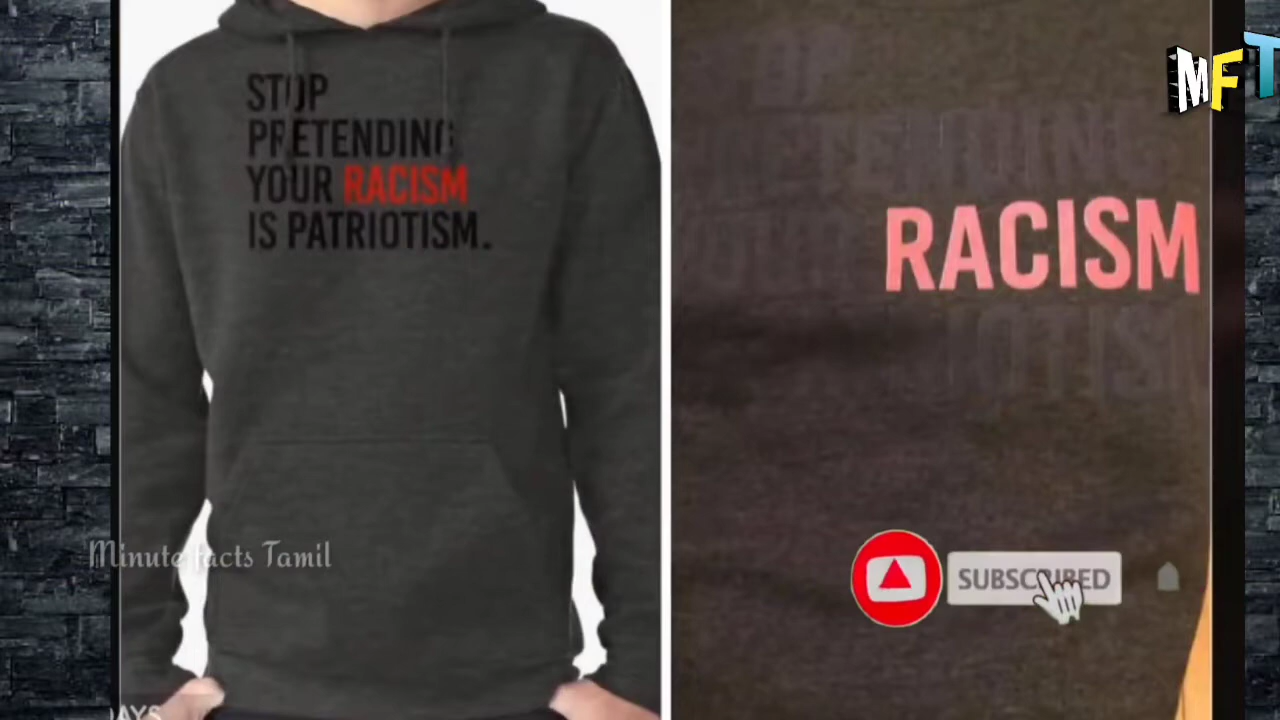 STOP
PRETENDING
YOUR RACISM
IS PATRIOTISM.
RACISM
MFT
Minute facts Tamil
SUBSCRIBED